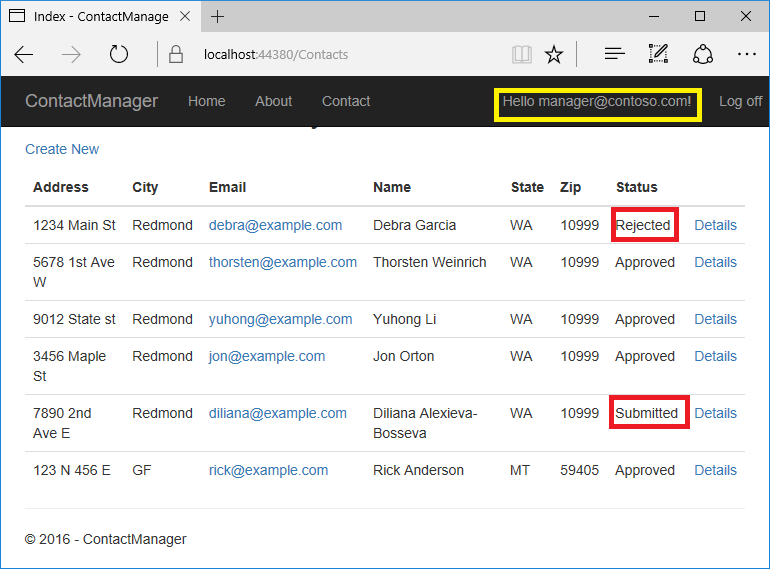 Index - ContactManage
localhost:44380/Contacts
ContactManager Home About Contact Hello manager@contoso.com! Log off
Create New
Address City Email Name State Zip Status
1234 Main St Redmond debra@example.com Debra Garcia WA 10999 Rejected Details
5678 1st Ave Redmond thorsten@example.com Thorsten Weinrich WA 10999 Approved Details
W
9012 State st Redmond yuhong@example.com Yuhong Li WA 10999 Approved Details
3456 Maple Redmond jon@example.com Jon Orton WA 10999 Approved Details
St
7890 2nd Redmond diliana@example.com Diliana Alexieva- WA 10999 Submitted Details
Ave E Bosseva
123 N 456 E GF rick@example.com Rick Anderson MT 59405 Approved Details
© 2016 - ContactManager